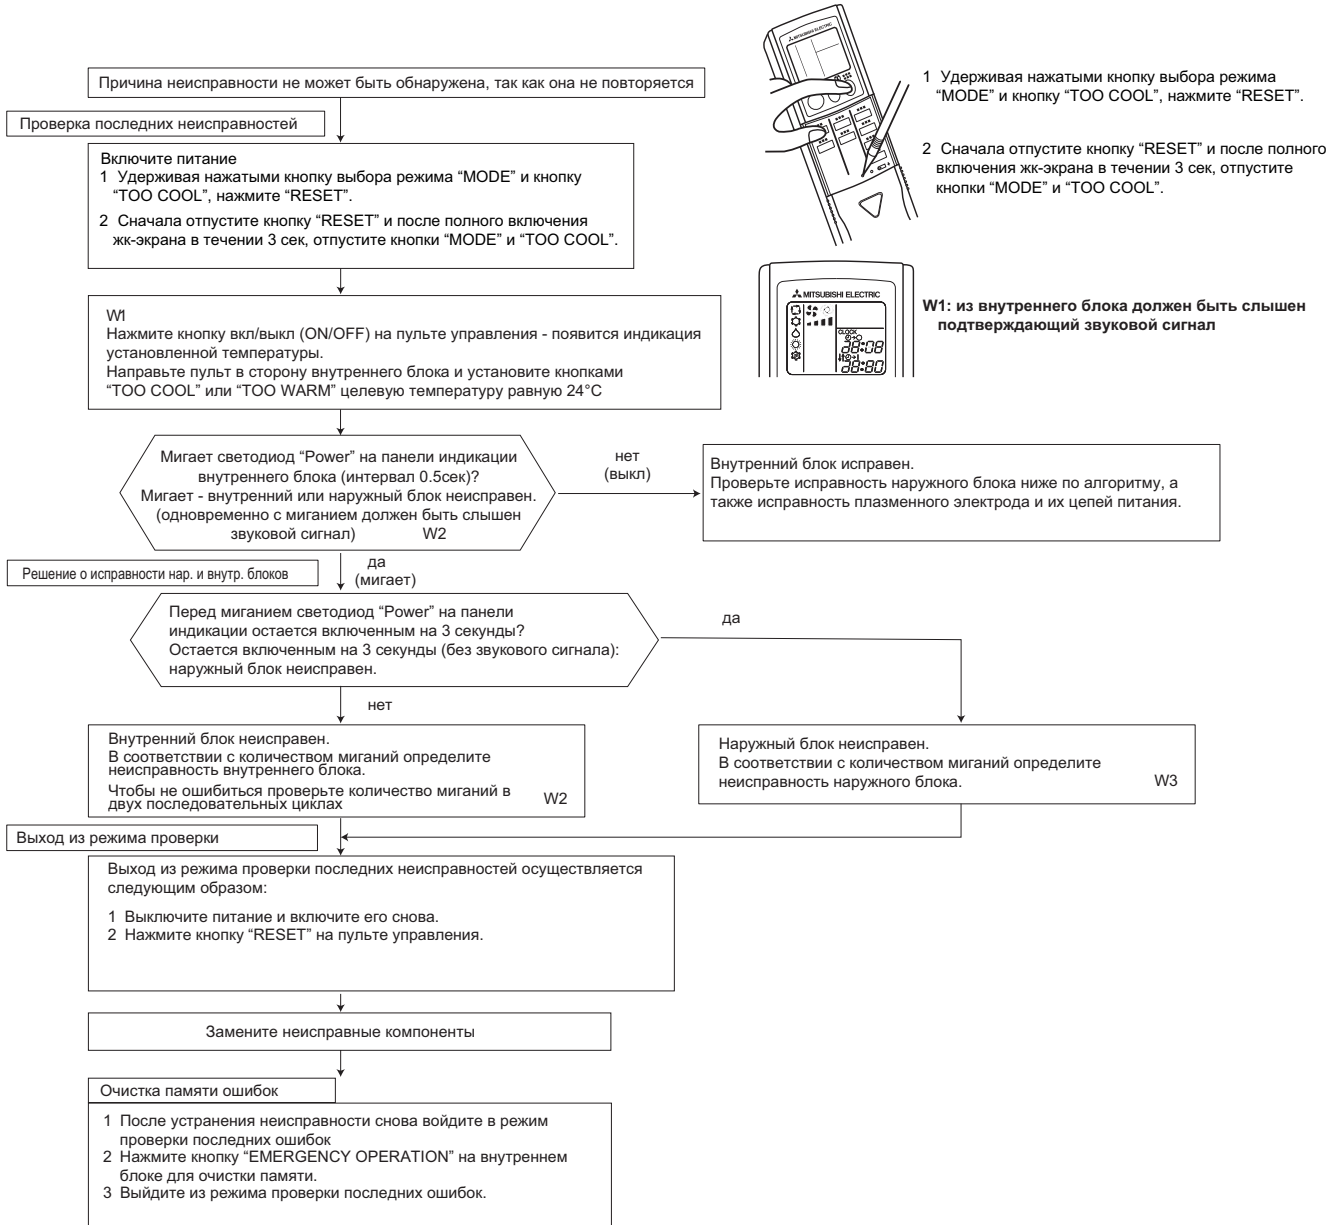 Причина неисправности не может быть обнаружена, так как она не повторяется
Проверка последних неисправностей
Включите питание
1 Удерживая нажатыми кнопку выбора режима “MODE” и кнопку
“TOO COOL”, нажмите “RESET”.
2 Сначала отпустите кнопку “RESET” и после полного включения
жк-экрана в течении 3 сек, отпустите кнопки “MODE” и “TOO COOL”.
MITSUBISHI ELECTRIC
1 Удерживая нажатыми кнопку выбора режима
“MODE” и кнопку “TOO COOL”, нажмите “RESET”.
2 Сначала отпустите кнопку “RESET” и после полного
включения жк-экрана в течении 3 сек, отпустите
кнопки “MODE” и “TOO COOL”.
MITSUBISHI ELECTRIC
CLOCK
28:08
28:80
W1: из внутреннего блока должен быть слышен
подтверждающий звуковой сигнал
W1
Нажмите кнопку вкл/выкл (ON/OFF) на пульте управления - появится индикация
установленной температуры.
Направьте пульт в сторону внутреннего блока и установите кнопками
“TOO COOL” или “TOO WARM” целевую температуру равную 24°C
Мигает светодиод “Power” на панели индикации
внутреннего блока (интервал 0.5сек)?
Мигает - внутренний или наружный блок неисправен.
(одновременно с миганием должен быть слышен
звуковой сигнал) W2
нет
(выкл)
Внутренний блок исправен.
Проверьте исправность наружного блока ниже по алгоритму, а
также исправность плазменного электрода и их цепей питания.
да
(мигает)
Решение о исправности нар. и внутр. блоков
Перед миганием светодиод “Power” на панели
индикации остается включенным на 3 секунды?
Остается включенным на 3 секунды (без звукового сигнала):
наружный блок неисправен.
да
нет
Внутренний блок неисправен.
В соответствии с количеством миганий определите
неисправность внутреннего блока.
Чтобы не ошибиться проверьте количество миганий в
двух последовательных циклах W2
Наружный блок неисправен.
В соответствии с количеством миганий определите
неисправность наружного блока. W3
Выход из режима проверки
Выход из режима проверки последних неисправностей осуществляется
следующим образом:
1 Выключите питание и включите его снова.
2 Нажмите кнопку “RESET” на пульте управления.
Замените неисправные компоненты
Очистка памяти ошибок
1 После устранения неисправности снова войдите в режим
проверки последних ошибок
2 Нажмите кнопку “EMERGENCY OPERATION” на внутреннем
блоке для очистки памяти.
3 Выйдите из режима проверки последних ошибок.